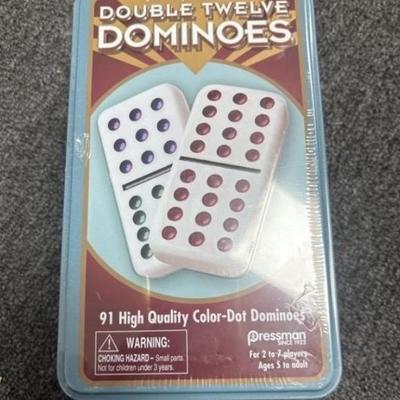 DOUBLE TWELVE
DOMINOES
91 High Quality Color-Dot Dominoes
WARNING:
CHOKING HAZARD– Small parts.
Not for children under 3 years.
Pressman
SINCE 1922
For 2 to 7 players
Ages 5 to adult